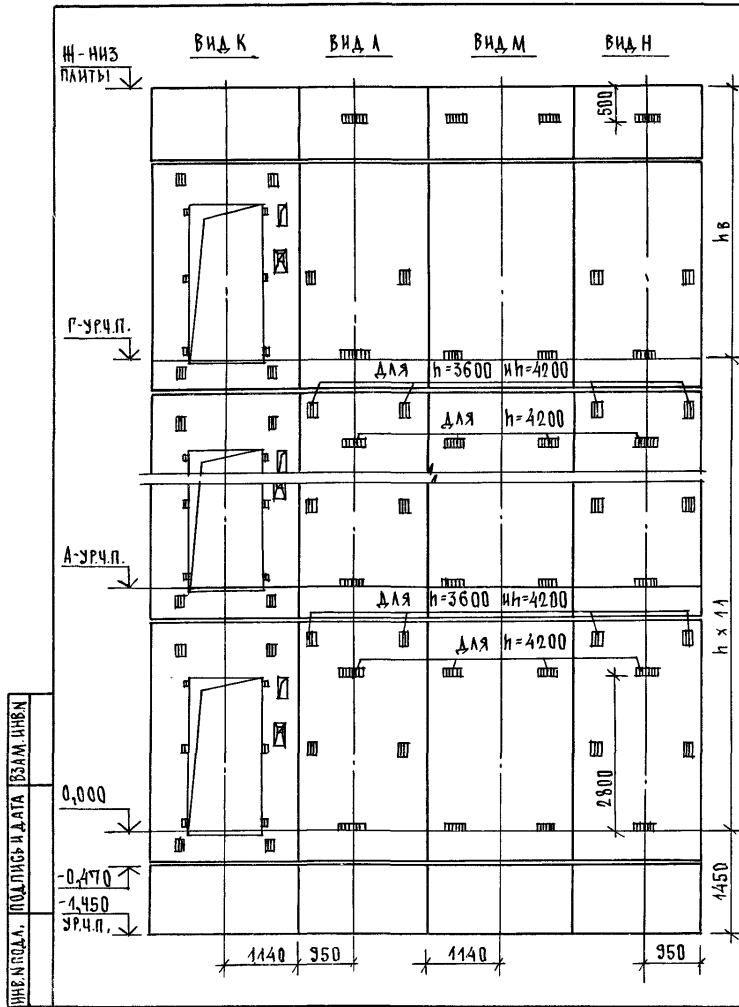 ВИД К
ВИД Л
ВИД М
ВИД Н
Ж-НИЗ
ПЛИТЫ
500
hв
Г-УР.Ч.П.
ДЛЯ h=3600 и h=4200
ДЛЯ h=4200
А-УР.Ч.П.
ДЛЯ h=3600 и h=4200
h x 11
ДЛЯ h=4200
2800
0,000
-0,470
-1,450
УР.Ч.П.
1450
1140
950
1140
950
ИНВ.N ПОДЛ.
ПОДПИСЬ И ДАТА
ВЗАМ. ИНВ.N